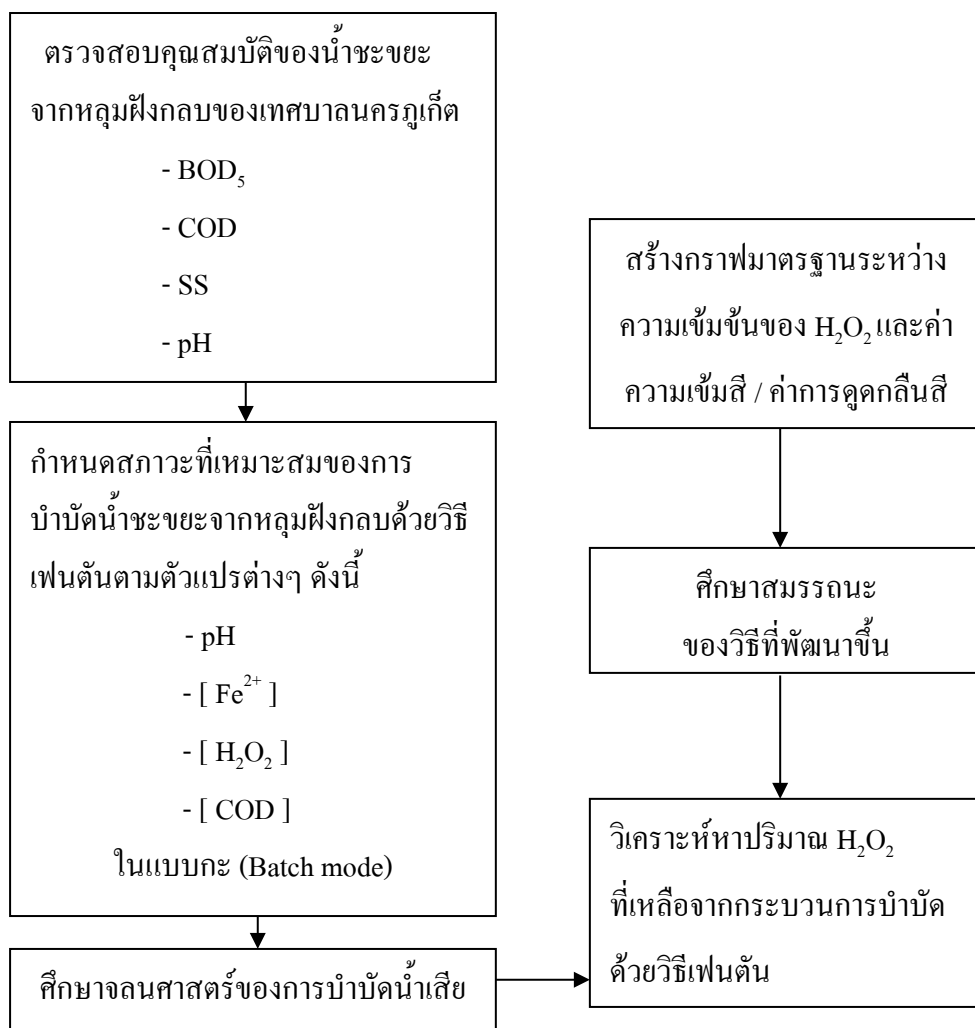 ตรวจสอบคุณสมบัติของน้ำชะขยะ
จากหลุมฝังกลบของเทศบาลนครภูเก็ต
- BOD₅
- COD
- SS
- pH
กำหนดสภาวะที่เหมาะสมของการ
บำบัดน้ำชะขยะจากหลุมฝังกลบด้วยวิธี
เฟนตันตามตัวแปรต่างๆ ดังนี้
- pH
- [ Fe²⁺ ]
- [ H₂O₂ ]
- [ COD ]
ในแบบกะ (Batch mode)
ศึกษาจลนศาสตร์ของการบำบัดน้ำเสีย
สร้างกราฟมาตรฐานระหว่าง
ความเข้มข้นของ H₂O₂ และค่า
ความเข้มสี / ค่าการดูดกลืนสี
ศึกษาสมรรถนะ
ของวิธีที่พัฒนาขึ้น
วิเคราะห์หาปริมาณ H₂O₂
ที่เหลือจากกระบวนการบำบัด
ด้วยวิธีเฟนตัน